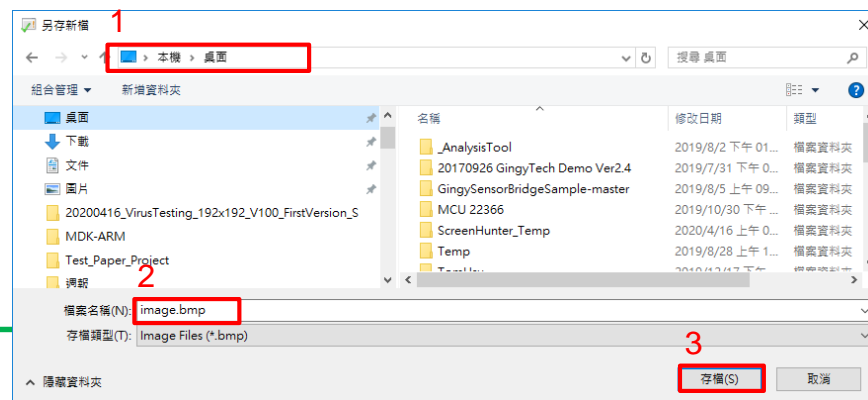 另存新檔
1
本機 › 桌面
搜尋 桌面
組合管理 新增資料夾
桌面
下載
文件
圖片
20200416_VirusTesting_192x192_V100_FirstVersion_S
MDK-ARM
Test_Paper_Project
週報
名稱 修改日期 類型
_AnalysisTool 2019/8/2 下午 01... 檔案資料夾
20170926 GingyTech Demo Ver2.4 2019/7/31 下午 0... 檔案資料夾
GingySensorBridgeSample-master 2019/8/5 上午 09... 檔案資料夾
MCU 22366 2019/10/30 下午 ... 檔案資料夾
ScreenHunter_Temp 2020/4/16 上午 0... 檔案資料夾
Temp 2019/8/28 上午 1... 檔案資料夾
2
檔案名稱(N): image.bmp
存檔類型(T): Image Files (*.bmp)
3
隱藏資料夾
存檔(S) 取消